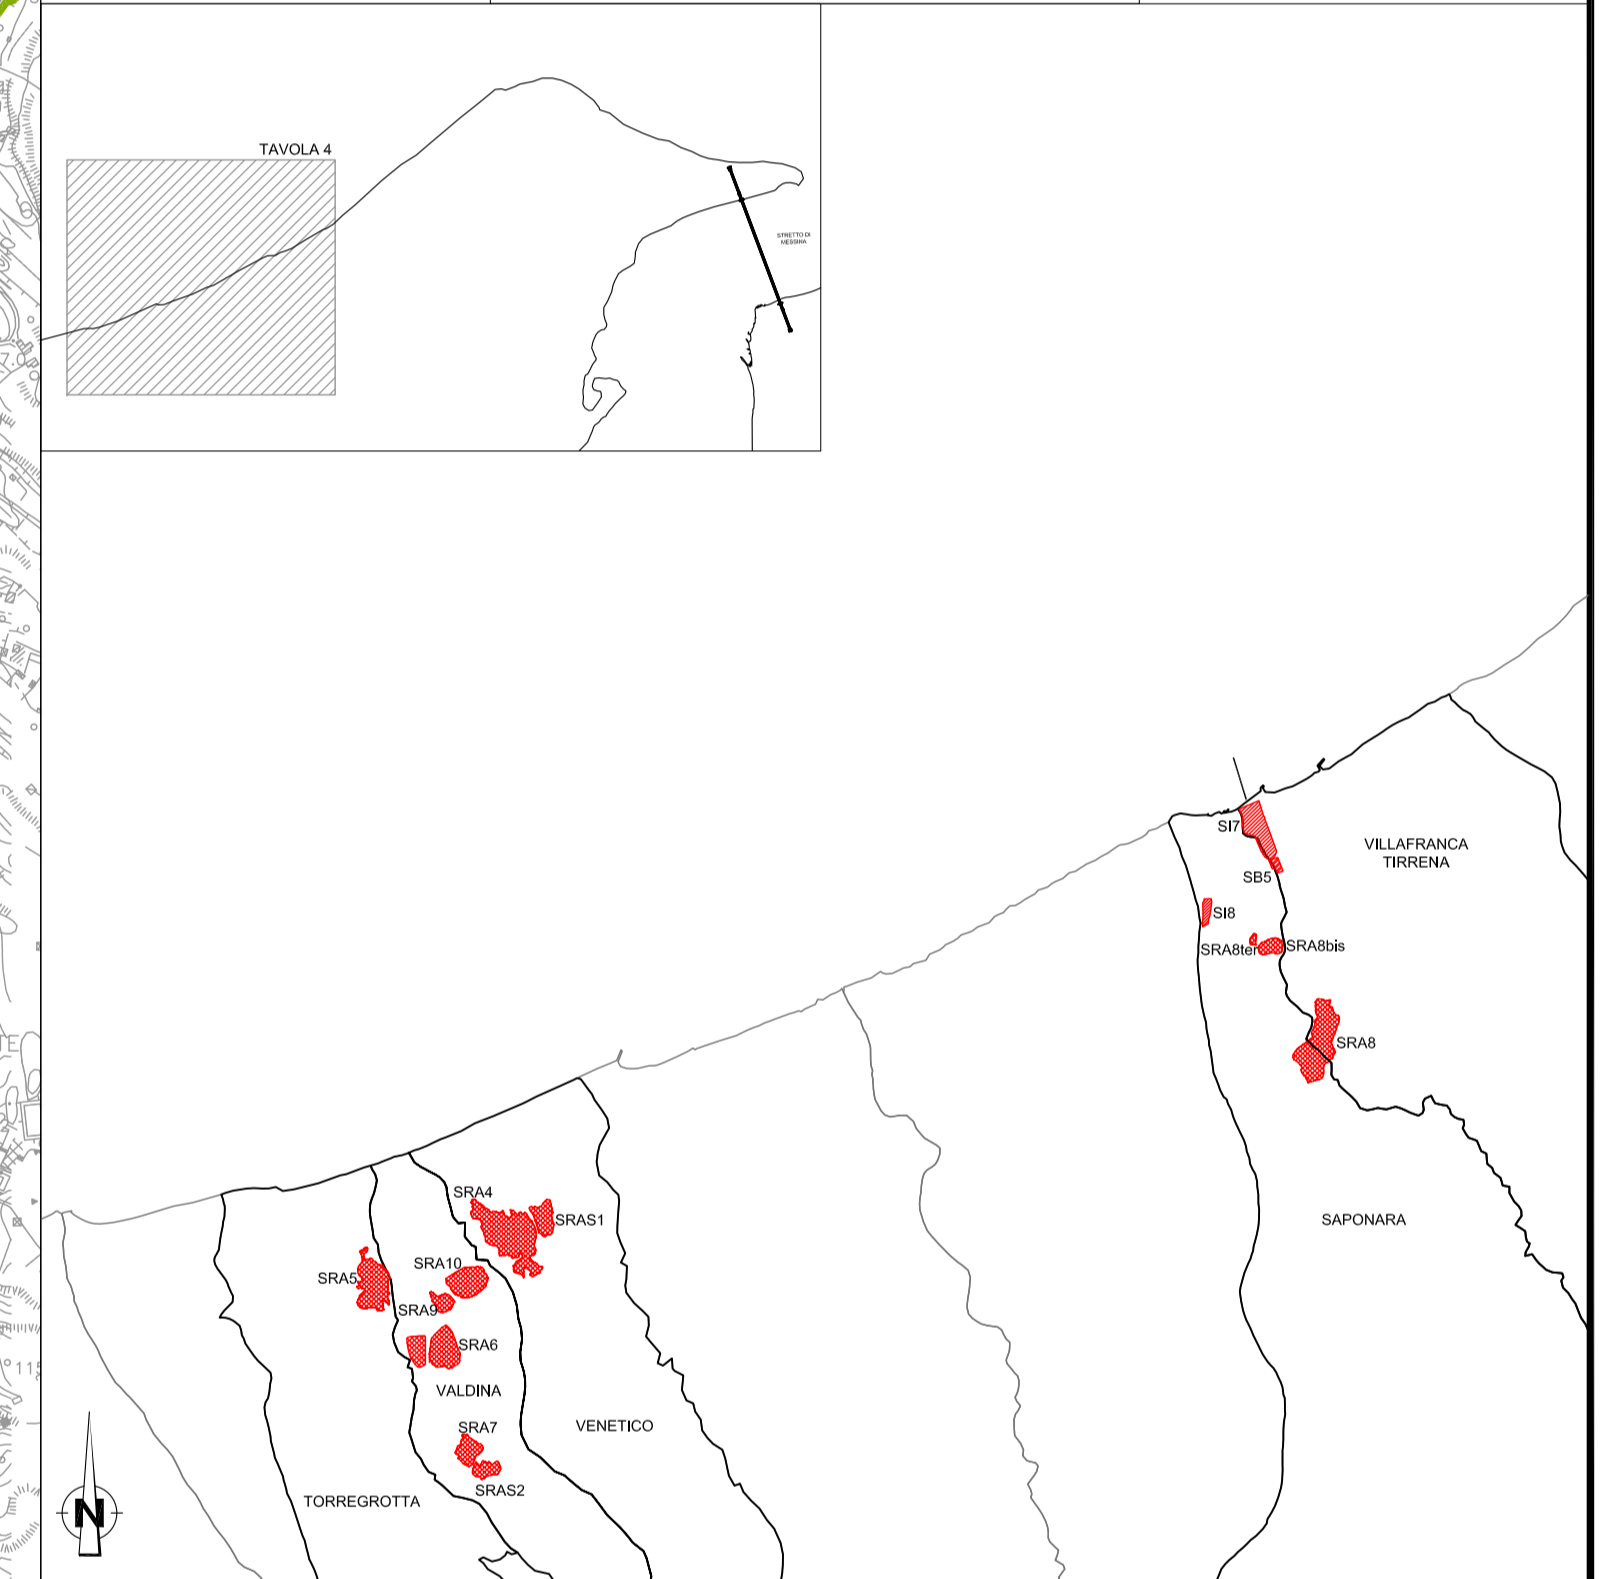 TAVOLA 4
STRETTO DI
MESSINA
SI7
VILLAFRANCA
TIRRENA
SB5
SI8
SRA8ter
SRA8bis
SRA8
SRA4
SRAS1
SAPONARA
SRA10
SRA5
SRA9
SRA6
VALDINA
SRA7
VENETICO
SRAS2
TORREGROTTA
N